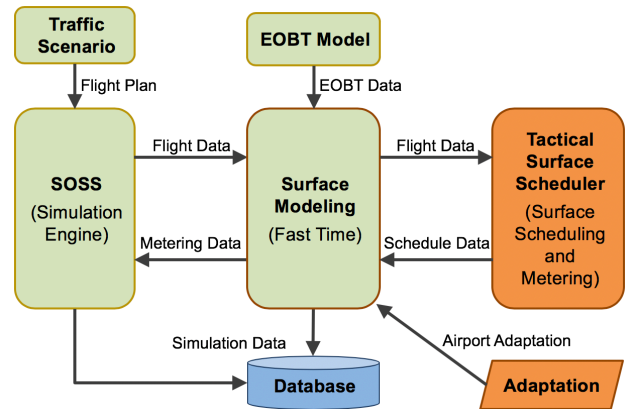 Traffic
Scenario
EOBT Model
Flight Plan
EOBT Data
SOSS
(Simulation
Engine)
Flight Data
Metering Data
Surface
Modeling
(Fast Time)
Flight Data
Schedule Data
Tactical
Surface
Scheduler
(Surface
Scheduling
and
Metering)
Simulation Data
Database
Airport Adaptation
Adaptation